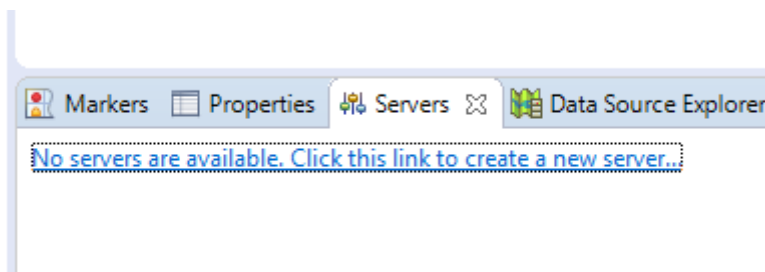 Markers Properties Servers Data Source Explorer
No servers are available. Click this link to create a new server...